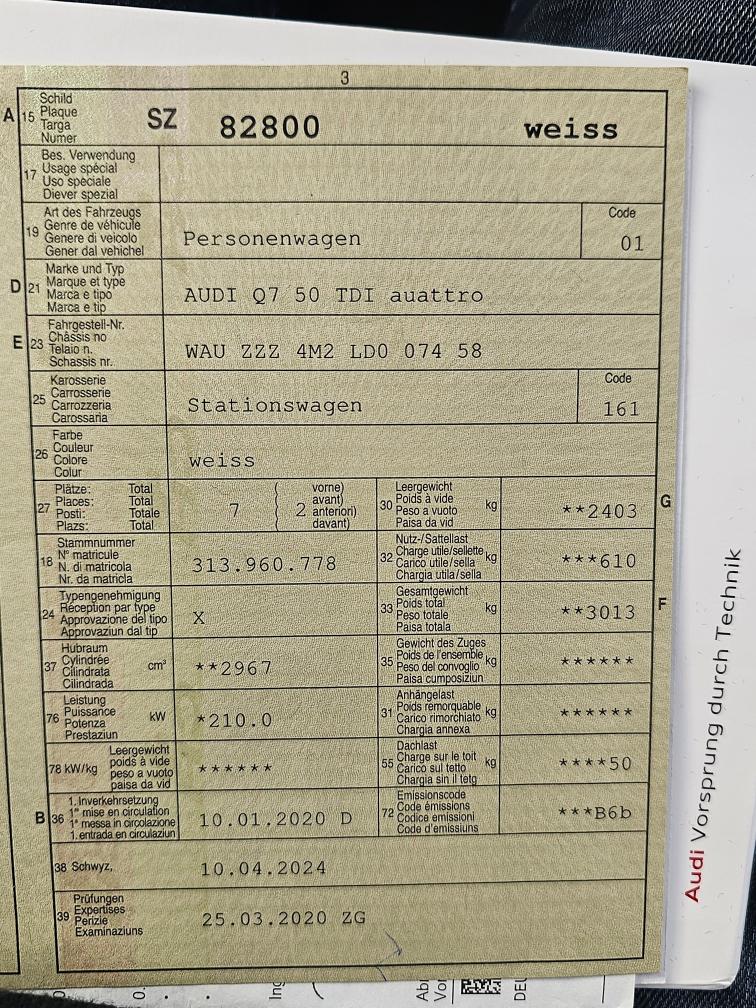 3
A 15 Schild
Plaque
Targa
Numer
SZ 82800 weiss
17 Bes. Verwendung
Usage spécial
Uso speciale
Diever spezial
19 Art des Fahrzeugs
Genre de véhicule
Genere di veicolo
Gener dal vehichel
Personenwagen
Code
01
D 21 Marke und Typ
Marque et type
Marca e tipo
Marca e tip
AUDI Q7 50 TDI auattro
E 23 Fahrgestell-Nr.
Châssis no
Telaio n.
Schassis nr.
WAU ZZZ 4M2 LD0 074 58
25 Karosserie
Carrosserie
Carrozzeria
Carossaria
Stationswagen
Code
161
26 Farbe
Couleur
Colore
Colur
weiss
27 Plätze: Total
Places: Total
Posti: Totale
Plazs: Total
7
( 2 vorne)
avant)
anteriori)
davant)
30 Leergewicht
Poids à vide
Peso a vuoto
Paisa da vid
kg
**2403
G
18 Stammnummer
N° matricule
N. di matricola
Nr. da matricla
313.960.778
32 Nutz-/Sattellast
Charge utile/sellette
Carico utile/sella
Chargia utila/sella
kg
***610
24 Typengenehmigung
Réception par type
Approvazione del tipo
Approvaziun dal tip
X
33 Gesamtgewicht
Poids total
Peso totale
Paisa totala
kg
**3013
F
37 Hubraum
Cylindrée
Cilindrata
Cilindrada
cm³
**2967
35 Gewicht des Zuges
Poids de l'ensemble
Peso del convoglio
Paisa cumposiziun
kg
******
76 Leistung
Puissance
Potenza
Prestaziun
kW
*210.0
31 Anhängelast
Poids remorquable
Carico rimorchiato
Chargia annexa
kg
******
78 kW/kg Leergewicht
poids à vide
peso a vuoto
paisa da vid
******
55 Dachlast
Charge sur le toit
Carico sul tetto
Chargia sin il tetg
kg
****50
B 36 1. Inverkehrsetzung
1re mise en circulation
1a messa in circolazione
1. entrada en circulaziun
10.01.2020 D
72 Emissionscode
Code émissions
Codice emissioni
Code d'emissiuns
***B6b
38 Schwyz,
10.04.2024
39 Prüfungen
Expertises
Perizie
Examinaziuns
25.03.2020 ZG
Audi Vorsprung durch Technik